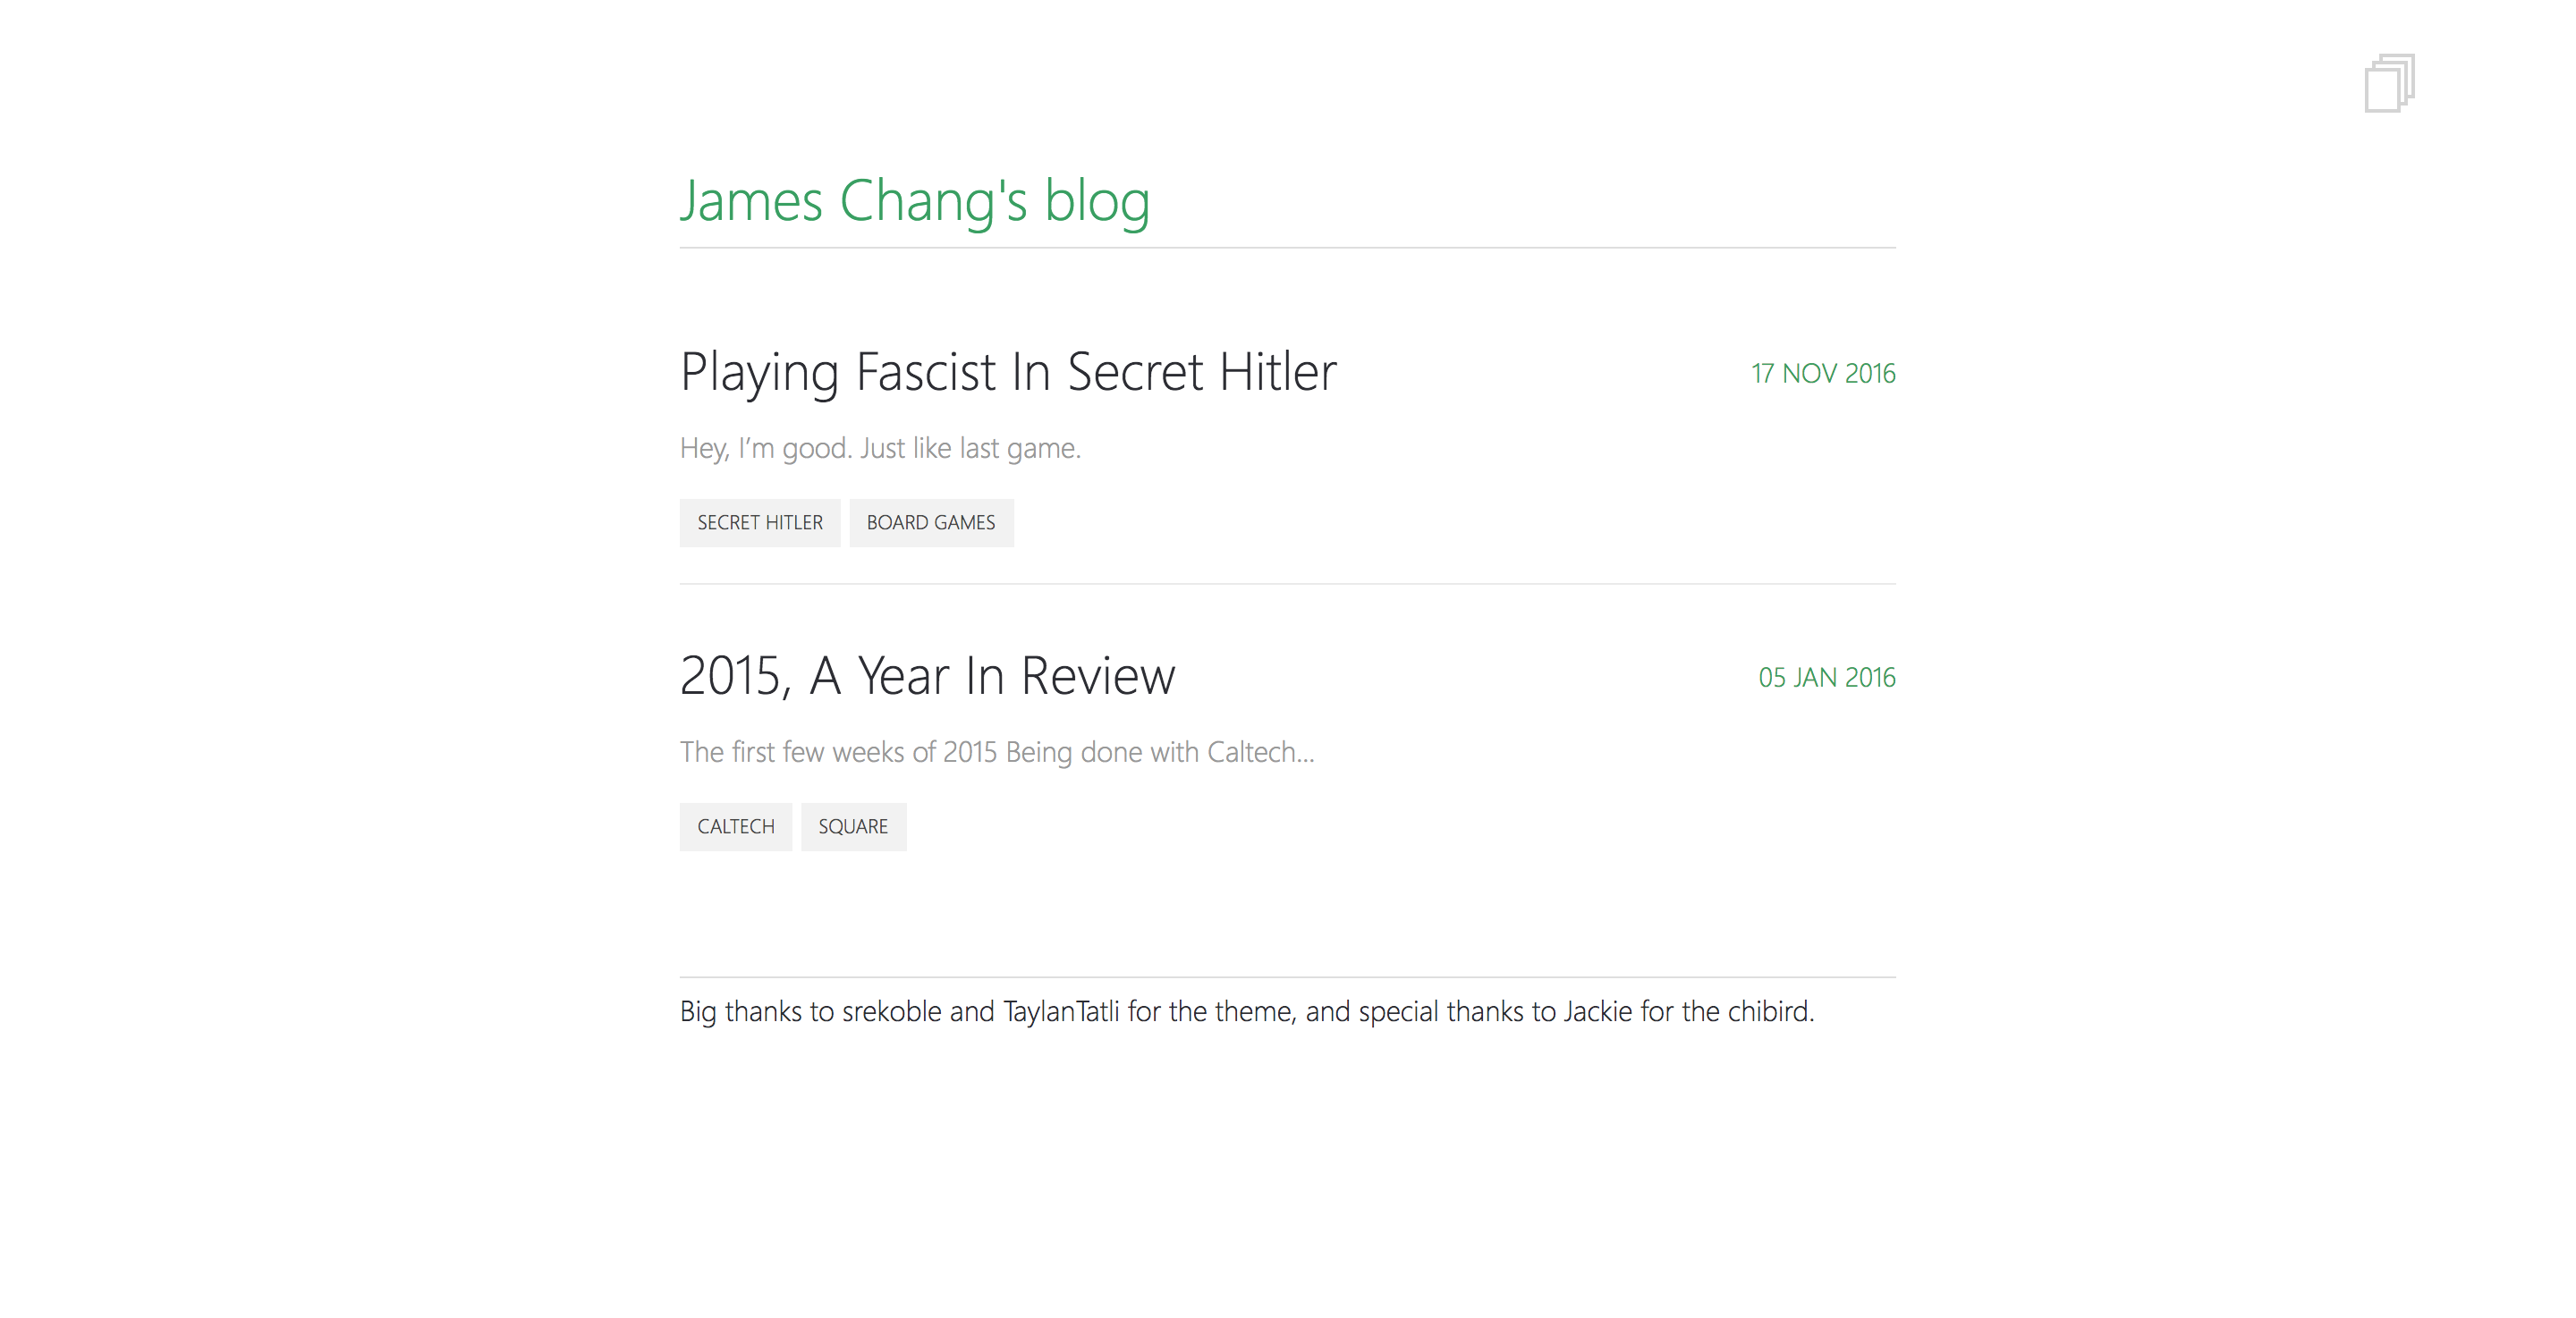 James Chang's blog
Playing Fascist In Secret Hitler
17 NOV 2016
Hey, I’m good. Just like last game.
SECRET HITLER
BOARD GAMES
2015, A Year In Review
05 JAN 2016
The first few weeks of 2015 Being done with Caltech...
CALTECH
SQUARE
Big thanks to srekoble and TaylanTatli for the theme, and special thanks to Jackie for the chibird.